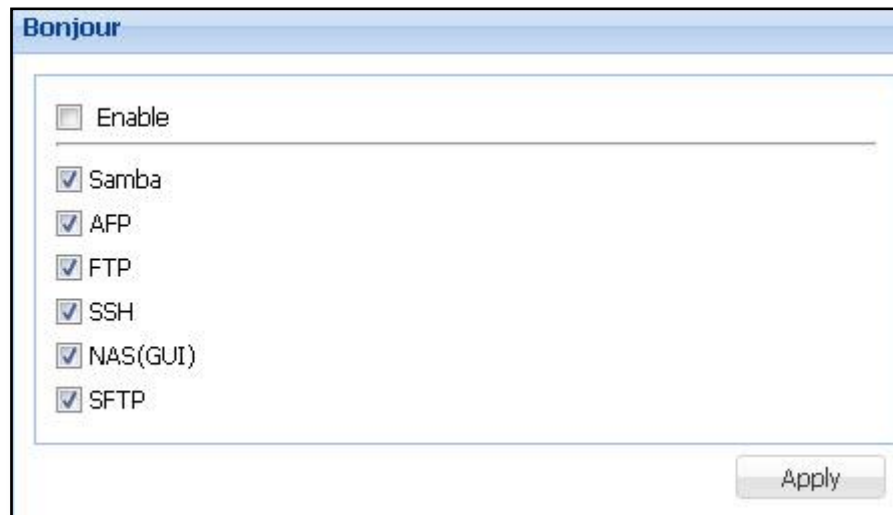 Bonjour
Enable
Samba
AFP
FTP
SSH
NAS(GUI)
SFTP
Apply